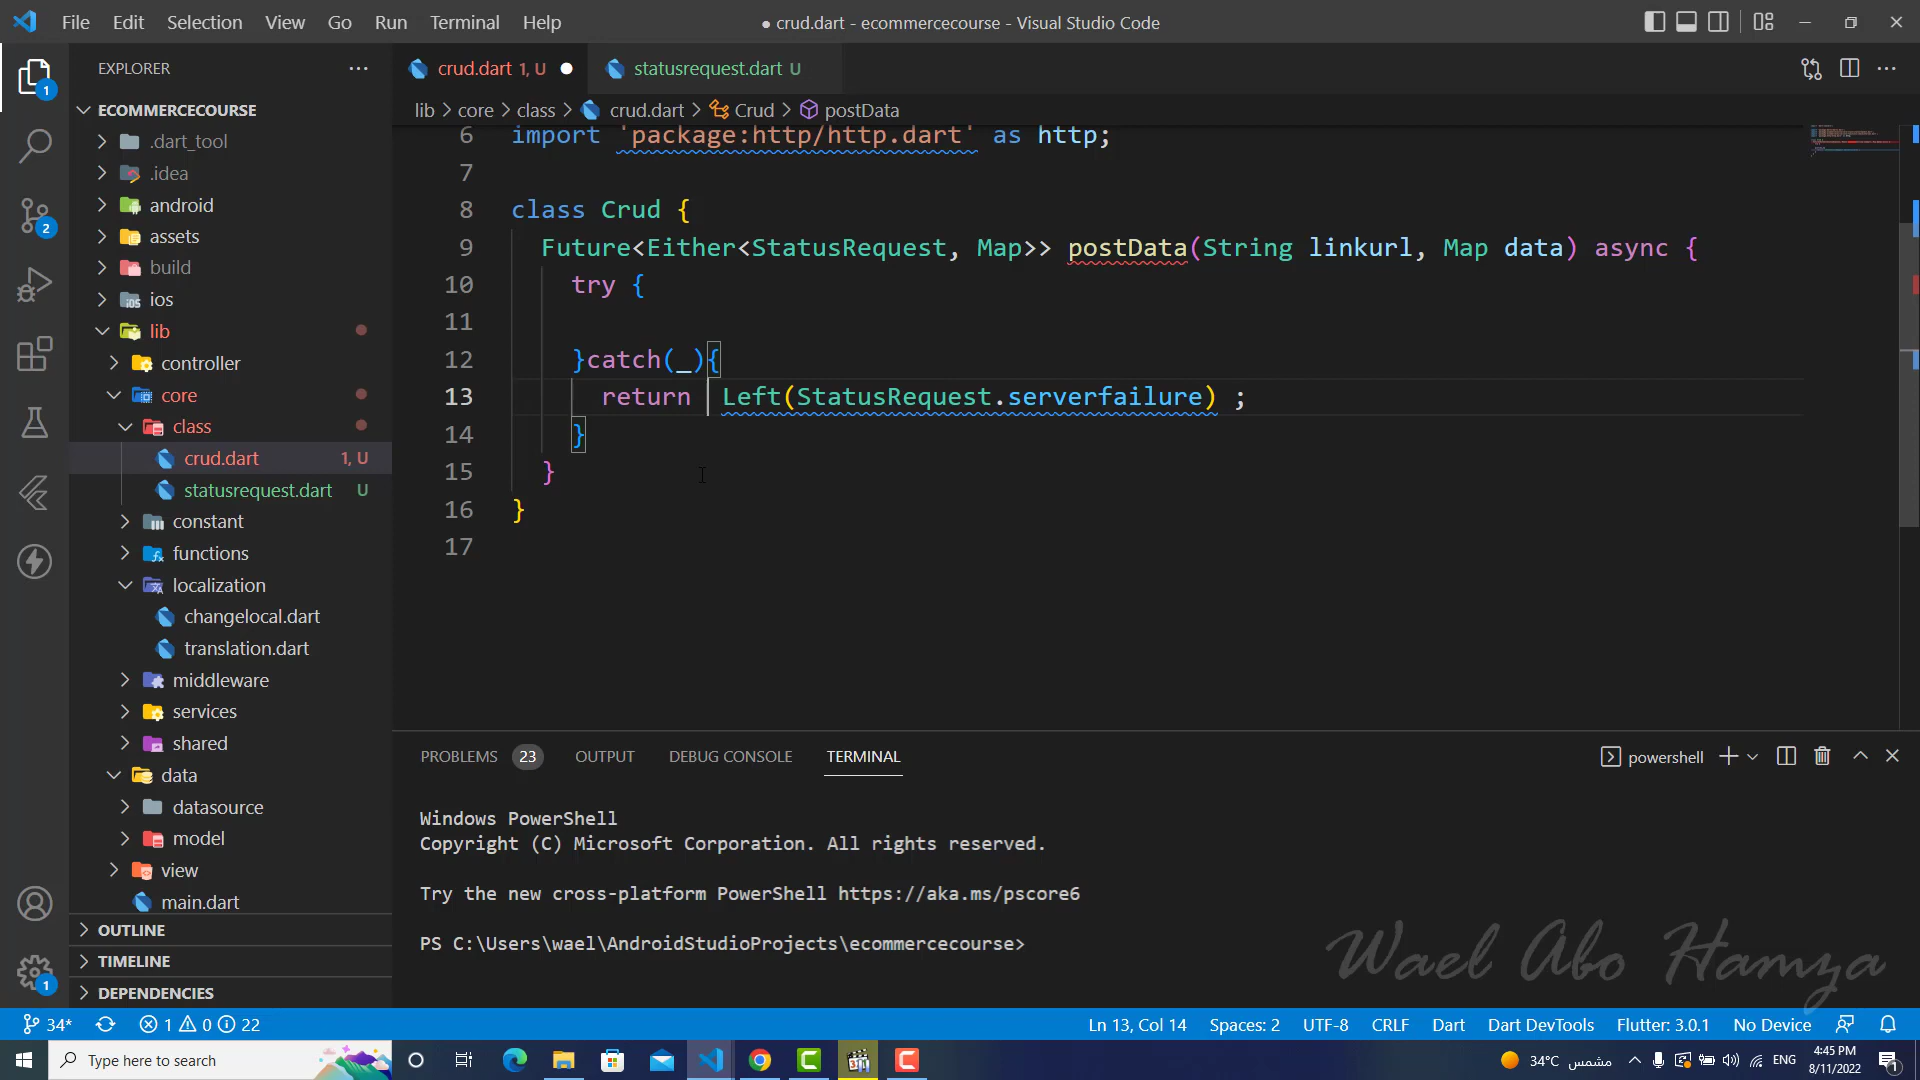 File Edit Selection View Go Run Terminal Help
● crud.dart - ecommercecourse - Visual Studio Code
EXPLORER
crud.dart 1, U
statusrequest.dart U
lib > core > class > crud.dart > Crud > postData
ECOMMERCECOURSE
.dart_tool
.idea
android
assets
build
ios
lib
controller
core
class
crud.dart 1, U
statusrequest.dart U
constant
functions
localization
changelocal.dart
translation.dart
middleware
services
shared
data
datasource
model
view
main.dart
OUTLINE
TIMELINE
DEPENDENCIES
6 import 'package:http/http.dart' as http;
7
8 class Crud {
9 Future<Either<StatusRequest, Map>> postData(String linkurl, Map data) async {
10 try {
11
12 }catch(_){
13 return  Left(StatusRequest.serverfailure) ;
14 }
15 }
16 }
17
PROBLEMS 23 OUTPUT DEBUG CONSOLE TERMINAL
powershell
Windows PowerShell
Copyright (C) Microsoft Corporation. All rights reserved.
Try the new cross-platform PowerShell https://aka.ms/pscore6
PS C:\Users\wael\AndroidStudioProjects\ecommercecourse>
Wael Abo Hamza
1
2
1
34* 1 0 22
Ln 13, Col 14 Spaces: 2 UTF-8 CRLF Dart Dart DevTools Flutter: 3.0.1 No Device
Type here to search
34°C مشمس
ENG
4:45 PM
8/11/2022
1